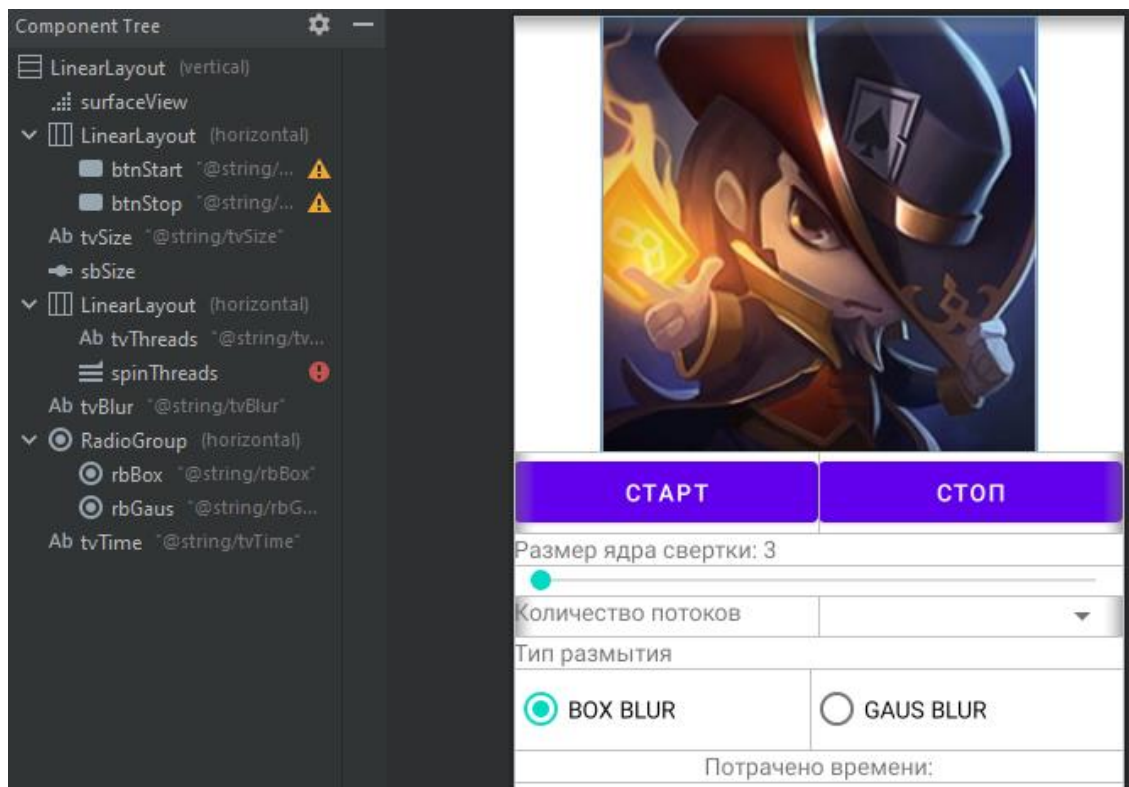 Component Tree
LinearLayout (vertical)
surfaceView
LinearLayout (horizontal)
btnStart "@string/...
btnStop "@string/...
Ab tvSize "@string/tvSize"
sbSize
LinearLayout (horizontal)
Ab tvThreads "@string/tv...
spinThreads
Ab tvBlur "@string/tvBlur"
RadioGroup (horizontal)
rbBox "@string/rbBox"
rbGaus "@string/rbG...
Ab tvTime "@string/tvTime"
СТАРТ
СТОП
Размер ядра свертки: 3
Количество потоков
Тип размытия
BOX BLUR
GAUS BLUR
Потрачено времени: